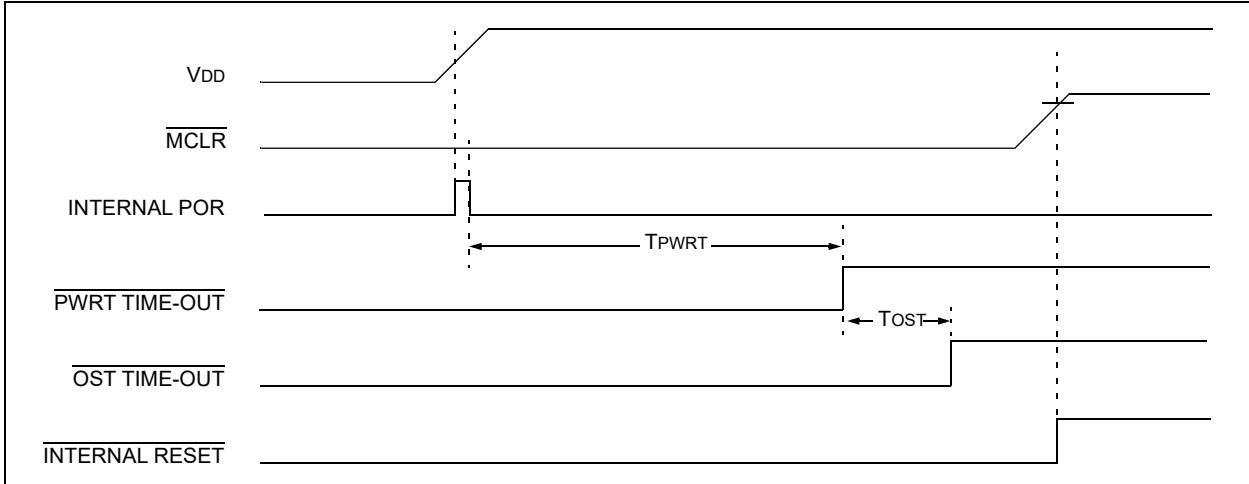 VDD
MCLR
INTERNAL POR
TPWRT
PWRT TIME-OUT
TOST
OST TIME-OUT
INTERNAL RESET